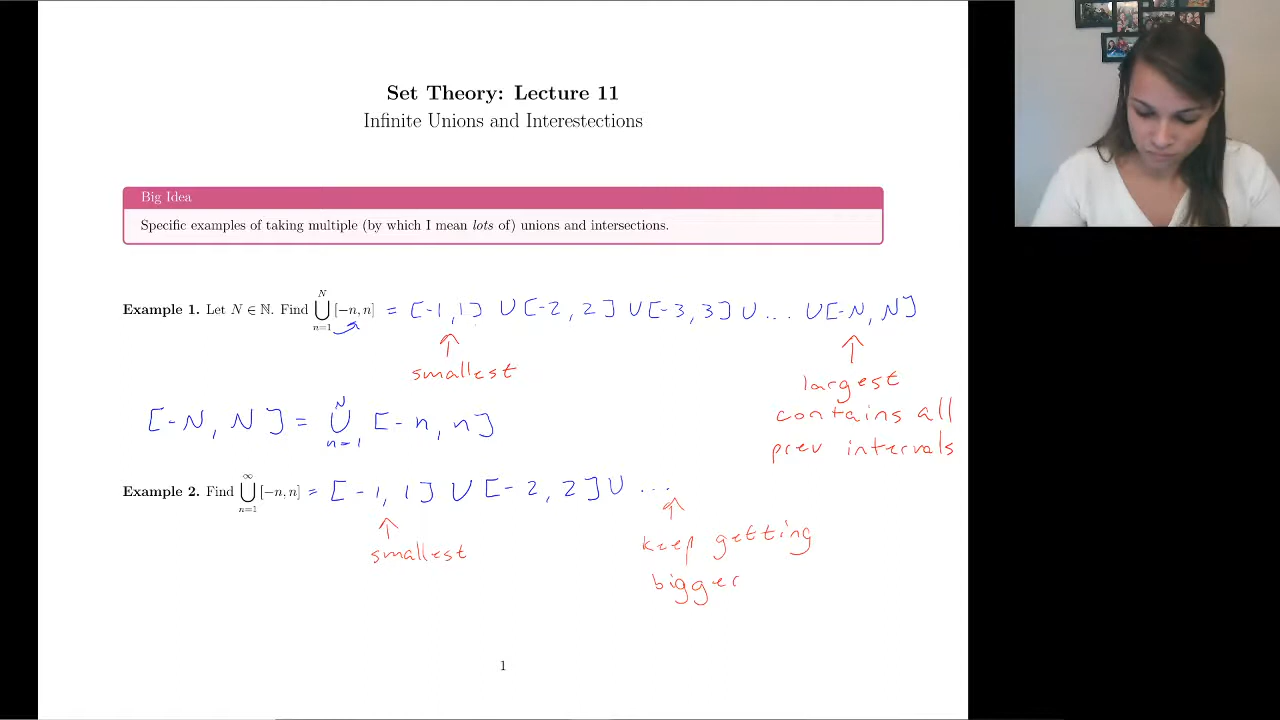 Set Theory: Lecture 11
Infinite Unions and Interestections
Big Idea
Specific examples of taking multiple (by which I mean lots of) unions and intersections.
Example 1. Let N ∈ ℕ. Find ⋃_{n=1}^{N} [−n, n] = [-1, 1] ∪ [-2, 2] ∪ [-3, 3] ∪ ... ∪ [-N, N]
↑ smallest
↑ largest
contains all
prev intervals
[-N, N] = ⋃_{n=1}^{N} [-n, n]
Example 2. Find ⋃_{n=1}^{∞} [−n, n] = [-1, 1] ∪ [-2, 2] ∪ ...
↑ smallest
↑ keep getting
bigger
1